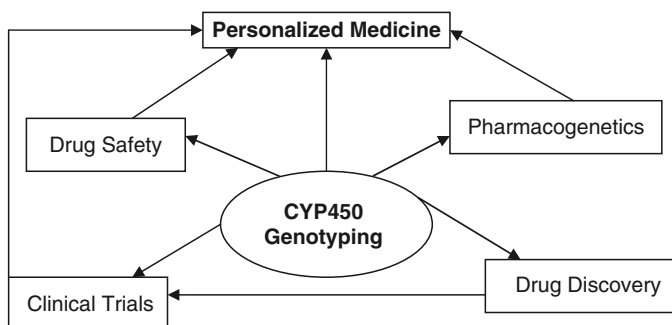 Personalized Medicine
Drug Safety
Pharmacogenetics
CYP450
Genotyping
Clinical Trials
Drug Discovery